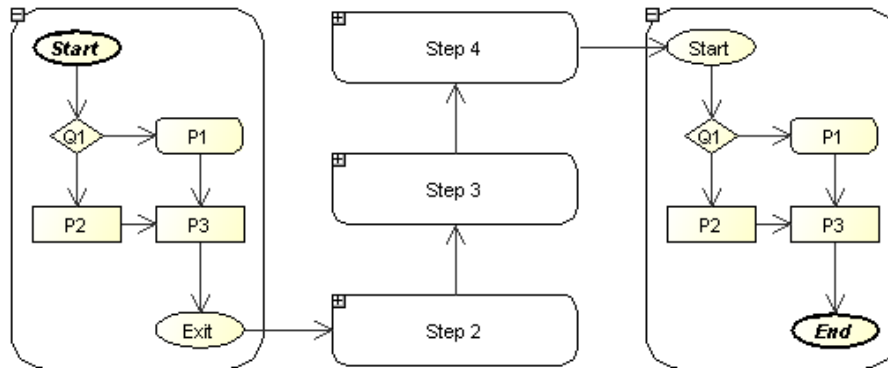 Start
Q1
P1
P2
P3
Exit
Step 4
Step 3
Step 2
Start
Q1
P1
P2
P3
End